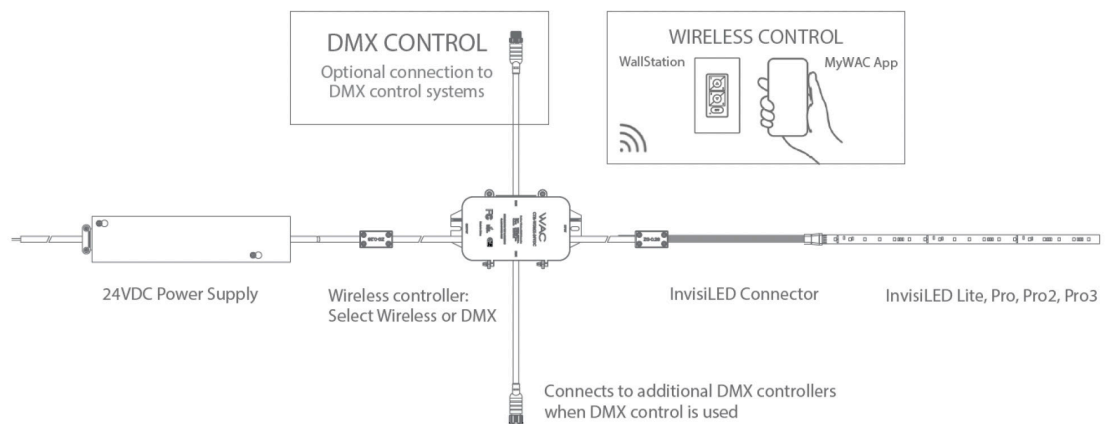 DMX CONTROL
Optional connection to
DMX control systems
WIRELESS CONTROL
WallStation
MyWAC App
WAC
FC
24VDC Power Supply
Wireless controller:
Select Wireless or DMX
InvisiLED Connector
InvisiLED Lite, Pro, Pro2, Pro3
Connects to additional DMX controllers
when DMX control is used